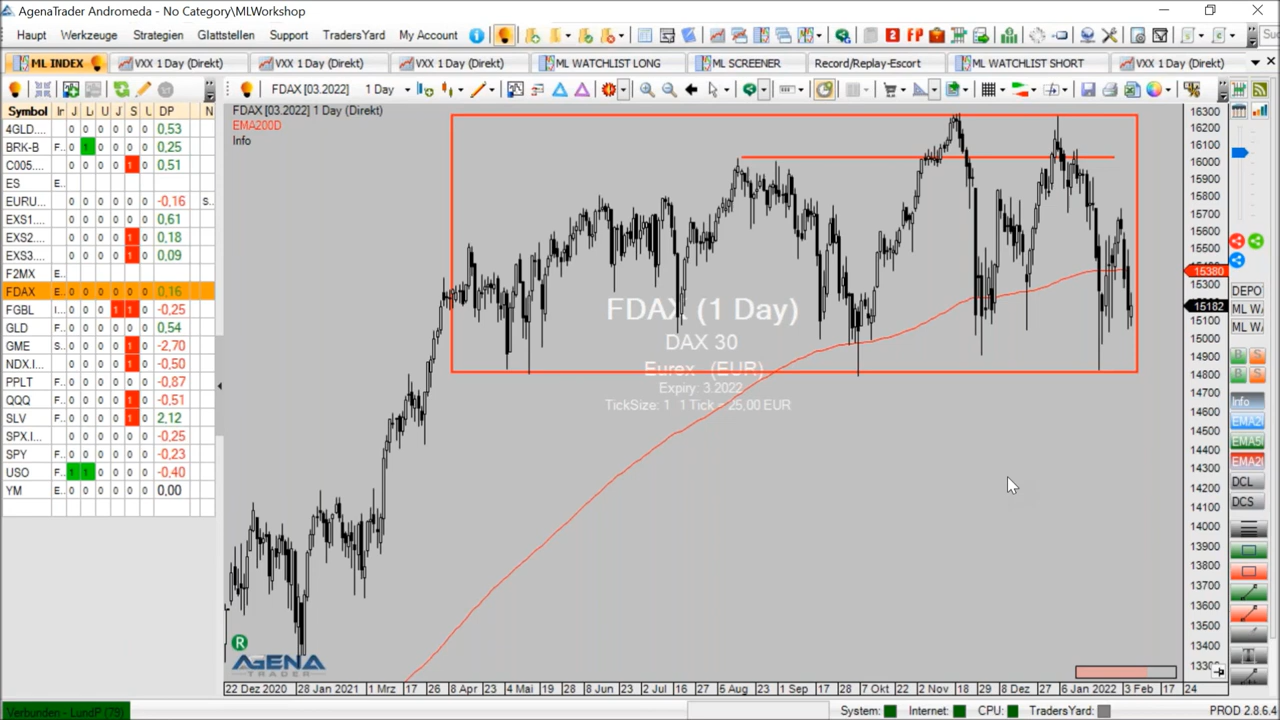 AgenaTrader Andromeda - No Category\MLWorkshop
Haupt Werkzeuge Strategien Glattstellen Support TradersYard My Account
ML INDEX VXX 1 Day (Direkt) VXX 1 Day (Direkt) VXX 1 Day (Direkt) ML WATCHLIST LONG ML SCREENER Record/Replay-Escort ML WATCHLIST SHORT VXX 1 Day (Direkt)
FDAX [03.2022] 1 Day
Symbol Ir J L J S U DP N
4GLD.... 0 0 0 0 0 0 0,53
BRK-B F.. 0 1 0 0 0 0 0,25
C005.... 0 0 0 0 1 0 0,51
ES E..
EURU... 0 0 0 0 0 0 -0,16 S..
EXS1.... 0 0 0 0 0 0 0,61
EXS2.... 0 0 0 0 1 0 0,18
EXS3.... 0 0 0 0 1 0 0,09
F2MX E..
FDAX E.. 0 0 0 0 0 0 0,16
FGBL I... 0 0 0 1 1 0 -0,25
GLD F.. 0 0 0 0 0 0 0,54
GME S.. 0 0 0 0 1 0 -2,70
NDX.I... F.. 0 0 0 0 1 0 -0,50
PPLT F.. 0 0 0 0 0 0 -0,87
QQQ F.. 0 0 0 0 1 0 -0,51
SLV F.. 0 0 0 0 1 0 2,12
SPX.I... 0 0 0 0 0 0 -0,25
SPY F.. 0 0 0 0 0 0 -0,23
USO F.. 1 1 0 0 0 0 -0,40
YM E.. 0 0 0 0 0 0 0,00
FDAX [03.2022] 1 Day (Direkt)
EMA200D
Info
FDAX (1 Day)
DAX 30
Eurex (EUR)
Expiry: 3.2022
TickSize: 1 1 Tick = 25,00 EUR
16300
16200
16100
16000
15900
15800
15700
15600
15500
15400
15380
15300
15182
15100
15000
14900
14800
14700
14600
14500
14400
14300
14200
14100
14000
13900
13800
13700
13600
13500
13400
DEPO
ML W
ML W
B S
B S
Info
EMA2
EMA5
EMA2
DCL
DCS
R
AGENA
TRADER
22 Dez 2020 28 Jan 2021 1 Mrz 17 26 8 Apr 23 4 Mai 19 28 8 Jun 23 2 Jul 16 27 5 Aug 23 1 Sep 17 28 7 Okt 22 2 Nov 18 29 8 Dez 27 6 Jan 2022 3 Feb 17 24
Verbunden - LundP (79) System: Internet: CPU: TradersYard: PROD 2.8.6.4